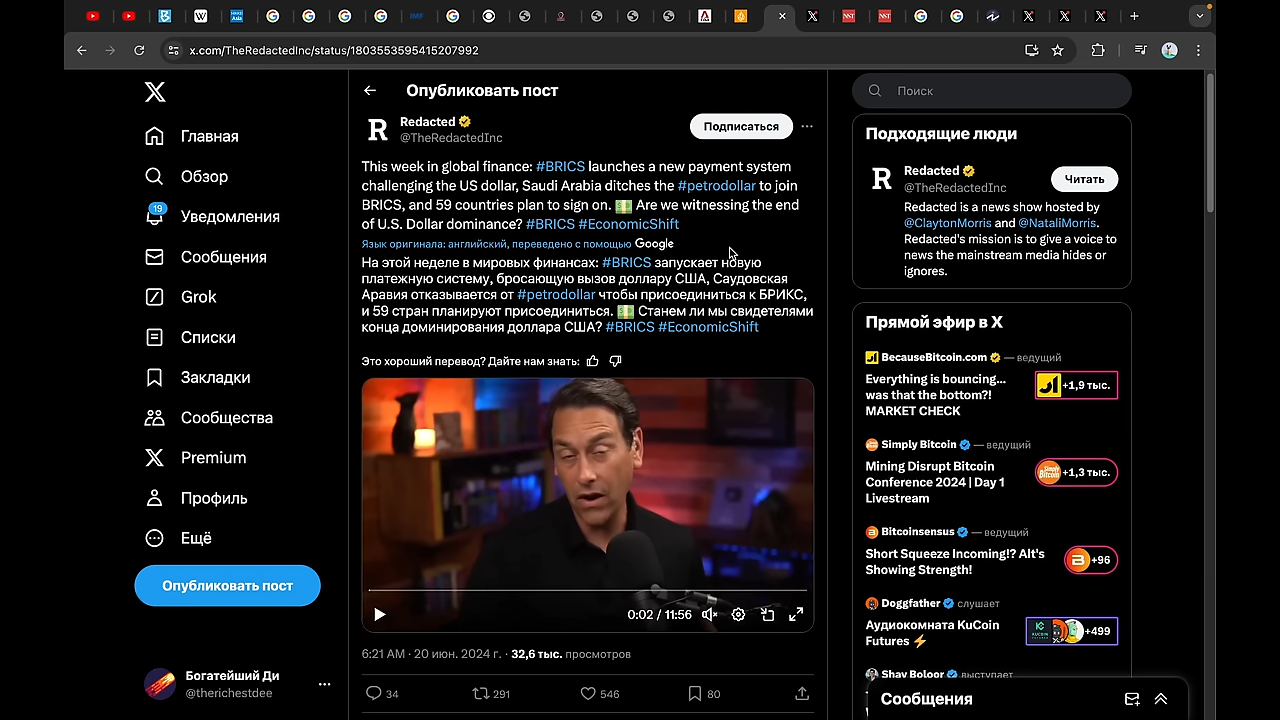 x.com/TheRedactedInc/status/1803553595415207992
Главная
Обзор
19
Уведомления
Сообщения
Grok
Списки
Закладки
Сообщества
Premium
Профиль
Ещё
Опубликовать пост
Богатейший Ди
@therichestdee
Опубликовать пост
R
Redacted
@TheRedactedInc
Подписаться
This week in global finance: #BRICS launches a new payment system
challenging the US dollar, Saudi Arabia ditches the #petrodollar to join
BRICS, and 59 countries plan to sign on. 💵 Are we witnessing the end
of U.S. Dollar dominance? #BRICS #EconomicShift
Язык оригинала: английский, переведено с помощью Google
На этой неделе в мировых финансах: #BRICS запускает новую
платежную систему, бросающую вызов доллару США, Саудовская
Аравия отказывается от #petrodollar чтобы присоединиться к БРИКС,
и 59 стран планируют присоединиться. 💵 Станем ли мы свидетелями
конца доминирования доллара США? #BRICS #EconomicShift
Это хороший перевод? Дайте нам знать:
0:02 / 11:56
6:21 AM · 20 июн. 2024 г. · 32,6 тыс. просмотров
34
291
546
80
Поиск
Подходящие люди
R
Redacted
@TheRedactedInc
Читать
Redacted is a news show hosted by
@ClaytonMorris and @NataliMorris.
Redacted's mission is to give a voice to
news the mainstream media hides or
ignores.
Прямой эфир в X
BecauseBitcoin.com — ведущий
Everything is bouncing...
was that the bottom?!
MARKET CHECK
+1,9 тыс.
Simply Bitcoin — ведущий
Mining Disrupt Bitcoin
Conference 2024 | Day 1
Livestream
+1,3 тыс.
Bitcoinsensus — ведущий
Short Squeeze Incoming!? Alt's
Showing Strength!
+96
Doggfather слушает
Аудиокомната KuCoin
Futures ⚡
+499
Shay Boloor выступает
Сообщения